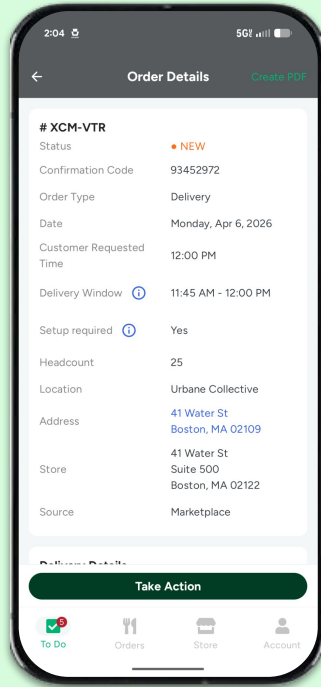 2:04
5G
Order Details
Create PDF
# XCM-VTR
Status
NEW
Confirmation Code
93452972
Order Type
Delivery
Date
Monday, Apr 6, 2026
Customer Requested
Time
12:00 PM
Delivery Window
11:45 AM - 12:00 PM
Setup required
Yes
Headcount
25
Location
Urbane Collective
Address
41 Water St
Boston, MA 02109
Store
41 Water St
Suite 500
Boston, MA 02122
Source
Marketplace
Delivery Details
Take Action
5
To Do
Orders
Store
Account